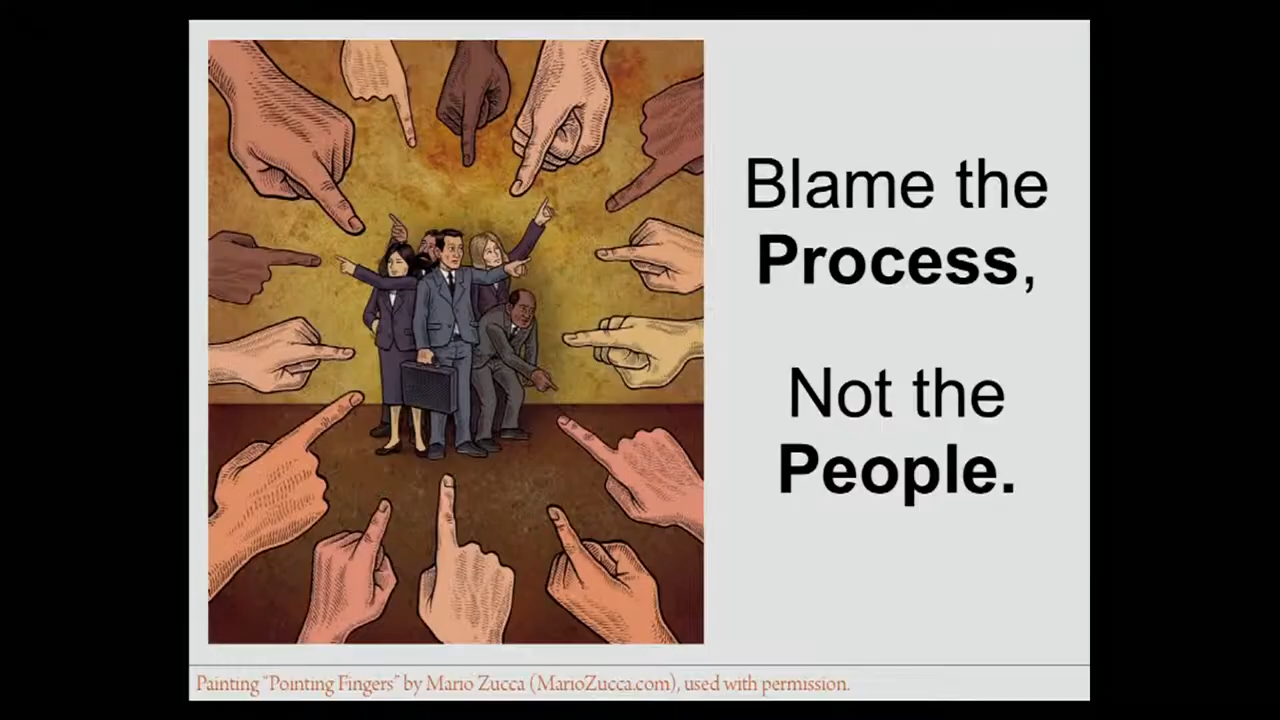 Blame the
Process,
Not the
People.
Painting "Pointing Fingers" by Mario Zucca (MarioZucca.com), used with permission.